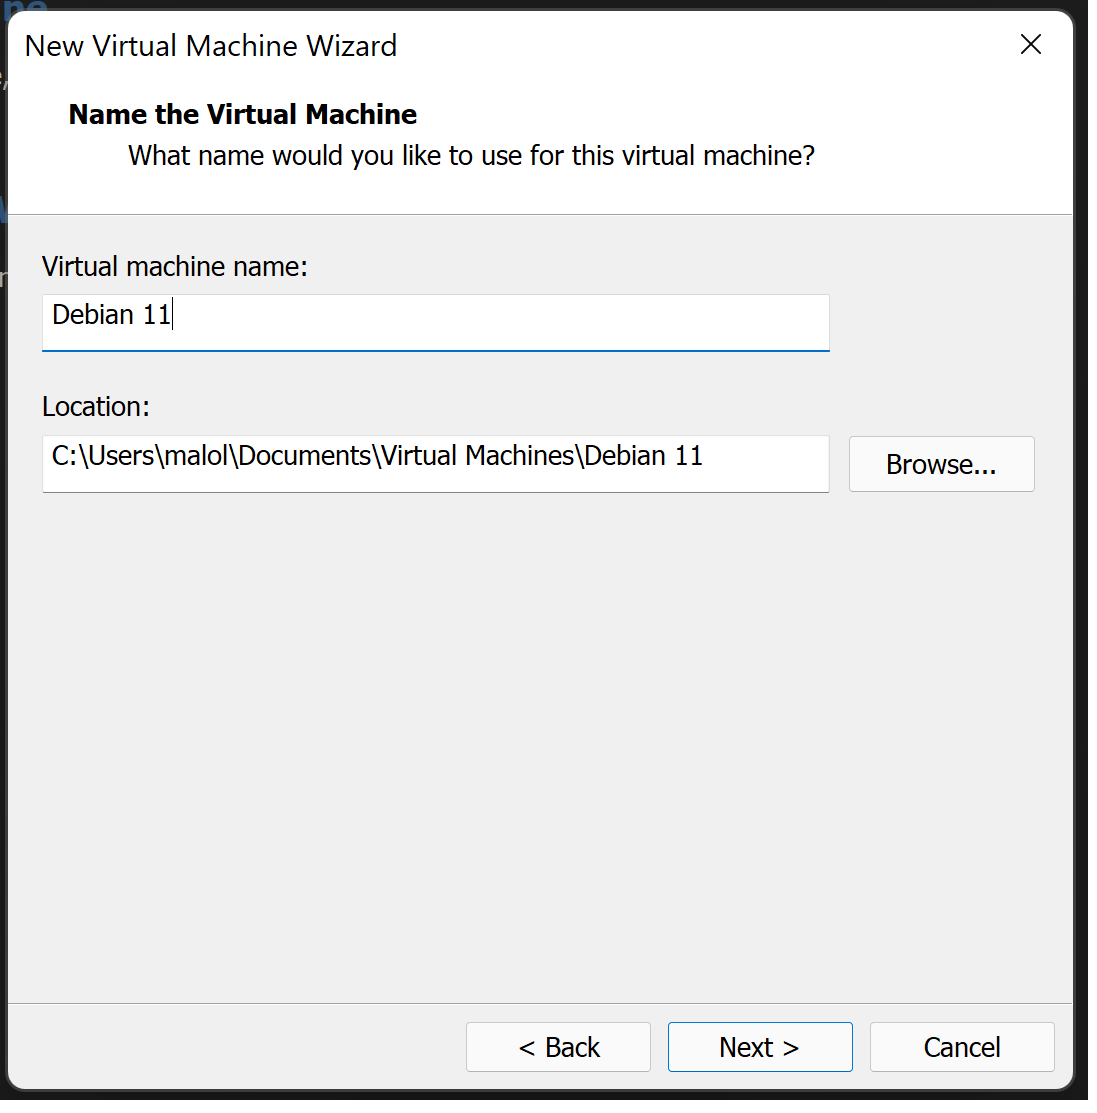 New Virtual Machine Wizard
Name the Virtual Machine
What name would you like to use for this virtual machine?
Virtual machine name:
Debian 11
Location:
C:\Users\malol\Documents\Virtual Machines\Debian 11
Browse...
< Back
Next >
Cancel